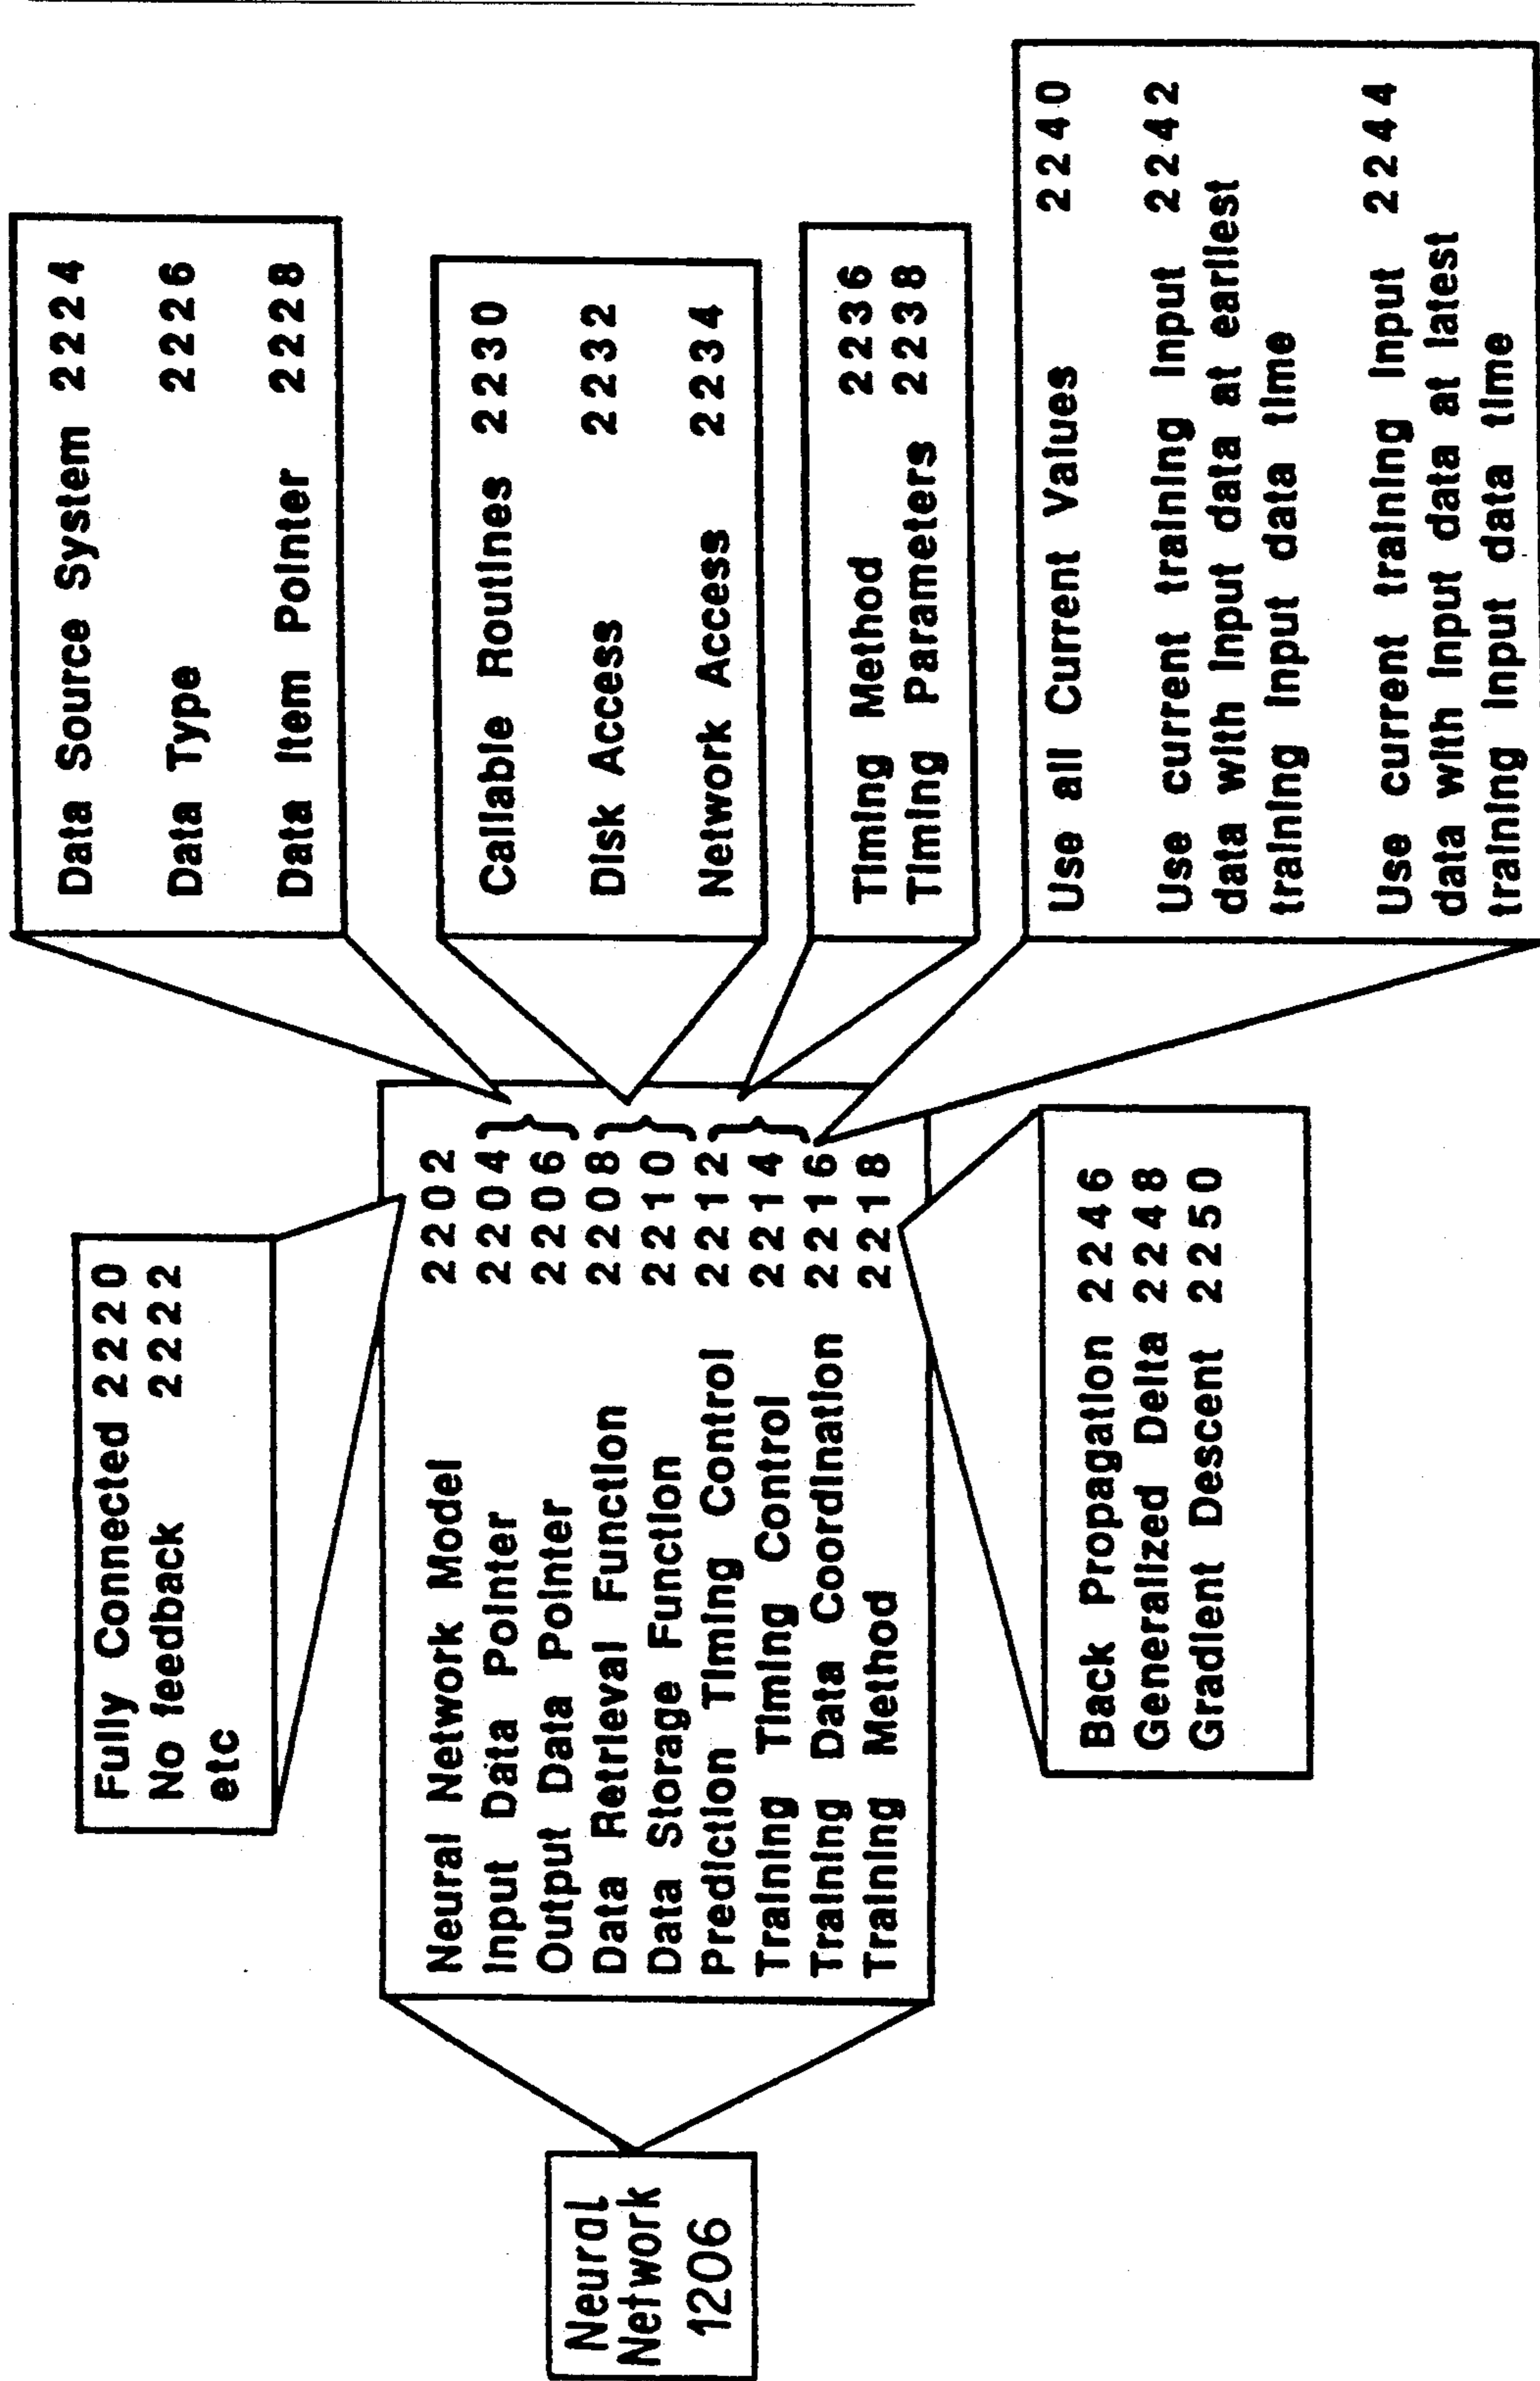 Fully Connected 2220
No feedback 2222
etc
Data Source System 2224
Data Type 2226
Data Item Pointer 2228
Neural Network Model 2202
Input Data Pointer 2204
Output Data Pointer 2206
Data Retrieval Function 2208
Data Storage Function 2210
Prediction Timing Control 2212
Training Timing Control 2214
Training Data Coordination 2216
Training Method 2218
Callable Routines 2230
Disk Access 2232
Network Access 2234
Neural
Network
1206
Timing Method 2236
Timing Parameters 2238
Use all Current Values 2240
Use current training input 2242
data with input data at earliest
training input data time
Use current training input 2244
data with input data at latest
training input data time
Back Propagation 2246
Generalized Delta 2248
Gradient Descent 2250